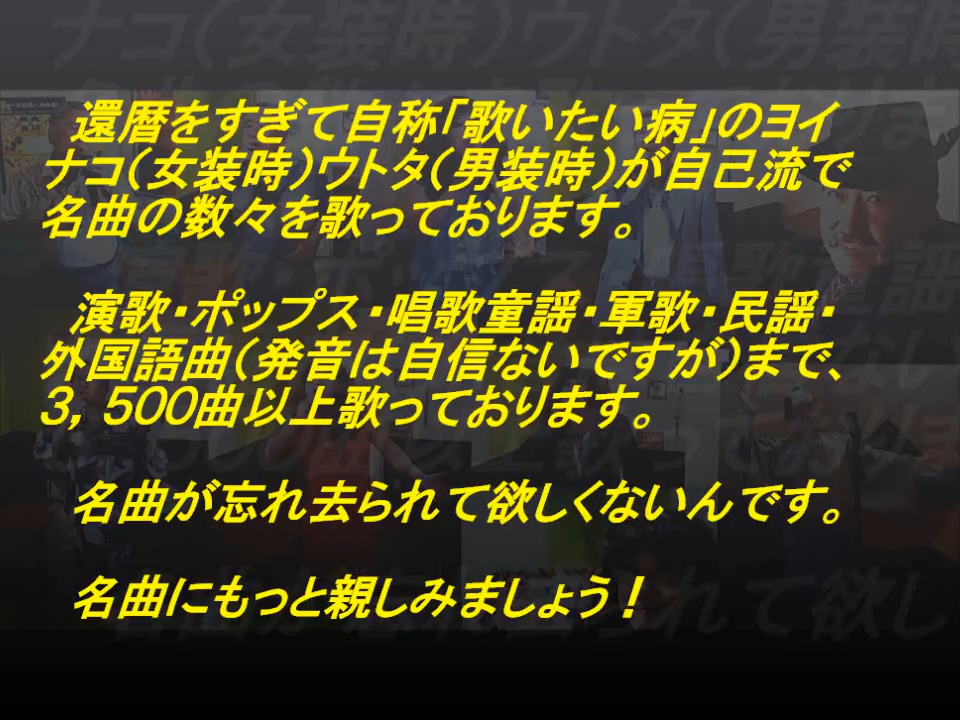 還暦をすぎて自称「歌いたい病」のヨイ
ナコ(女装時)ウトタ(男装時)が自己流で
名曲の数々を歌っております。
演歌・ポップス・唱歌童謡・軍歌・民謡・
外国語曲(発音は自信ないですが)まで、
3,500曲以上歌っております。
名曲が忘れ去られて欲しくないんです。
名曲にもっと親しみましょう!